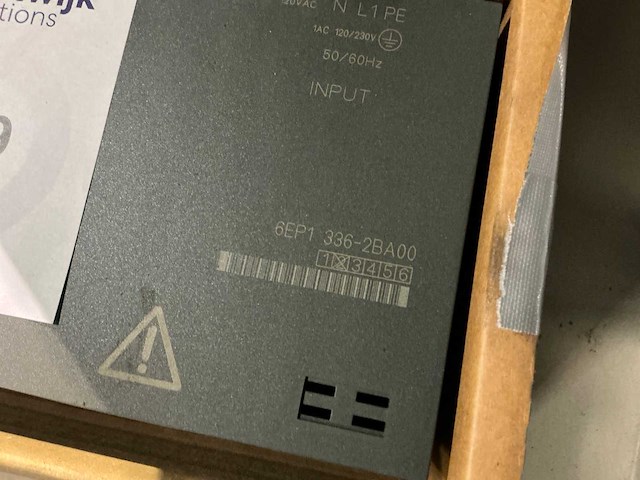 N L1 PE
1AC 120/230V
50/60Hz
INPUT
6EP1 336-2BA00
1 X 3 4 5 6